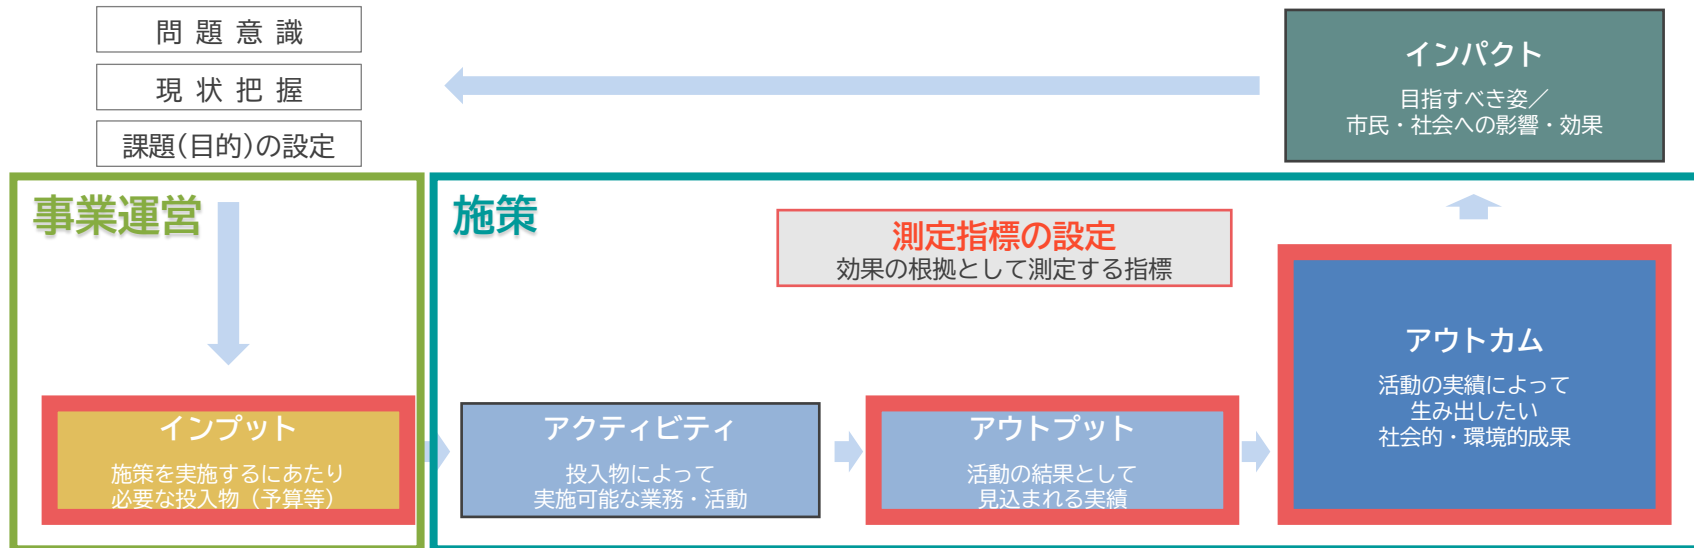 問題意識
現状把握
課題(目的)の設定
インパクト
目指すべき姿／
市民・社会への影響・効果
事業運営
施策
測定指標の設定
効果の根拠として測定する指標
インプット
施策を実施するにあたり
必要な投入物（予算等）
アクティビティ
投入物によって
実施可能な業務・活動
アウトプット
活動の結果として
見込まれる実績
アウトカム
活動の実績によって
生み出したい
社会的・環境的成果